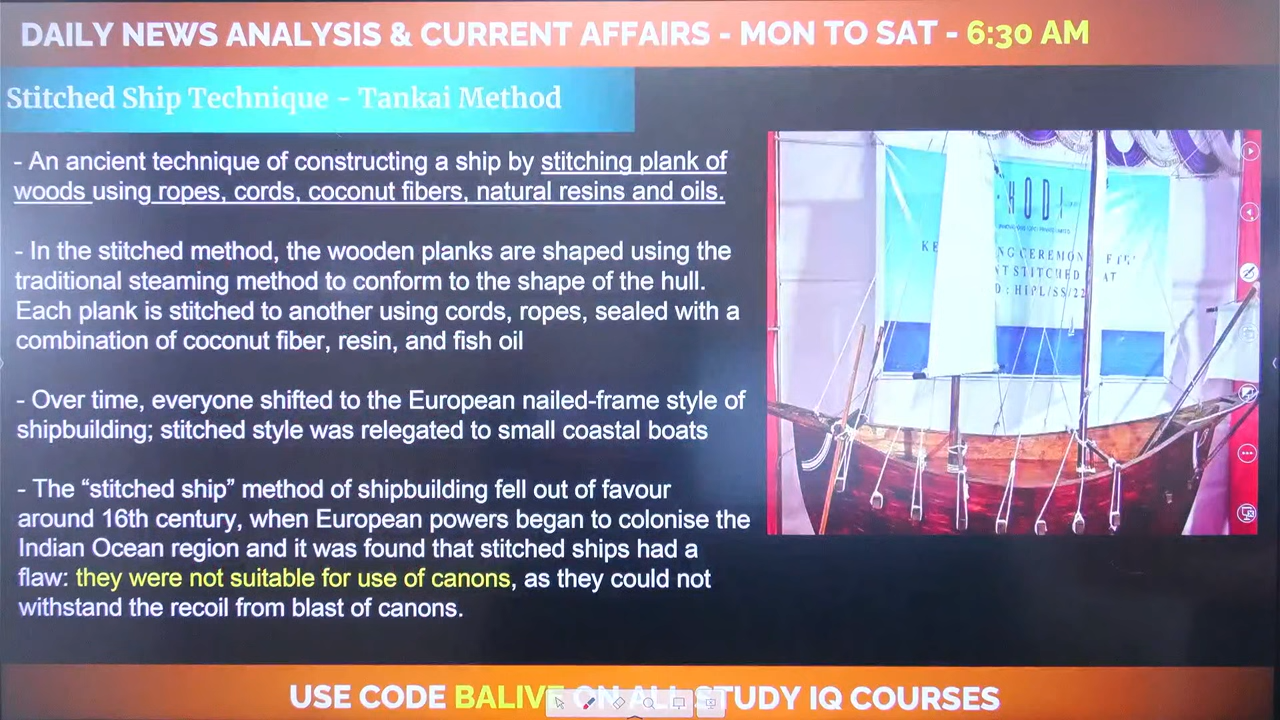 DAILY NEWS ANALYSIS & CURRENT AFFAIRS - MON TO SAT - 6:30 AM
Stitched Ship Technique - Tankai Method
- An ancient technique of constructing a ship by stitching plank of
woods using ropes, cords, coconut fibers, natural resins and oils.
- In the stitched method, the wooden planks are shaped using the
traditional steaming method to conform to the shape of the hull.
Each plank is stitched to another using cords, ropes, sealed with a
combination of coconut fiber, resin, and fish oil
- Over time, everyone shifted to the European nailed-frame style of
shipbuilding; stitched style was relegated to small coastal boats
- The “stitched ship” method of shipbuilding fell out of favour
around 16th century, when European powers began to colonise the
Indian Ocean region and it was found that stitched ships had a
flaw: they were not suitable for use of canons, as they could not
withstand the recoil from blast of canons.
HODI
NG CEREMON
NT STITCHED
D : HIPL/SS/22
USE CODE BALIVE ON ALL STUDY IQ COURSES